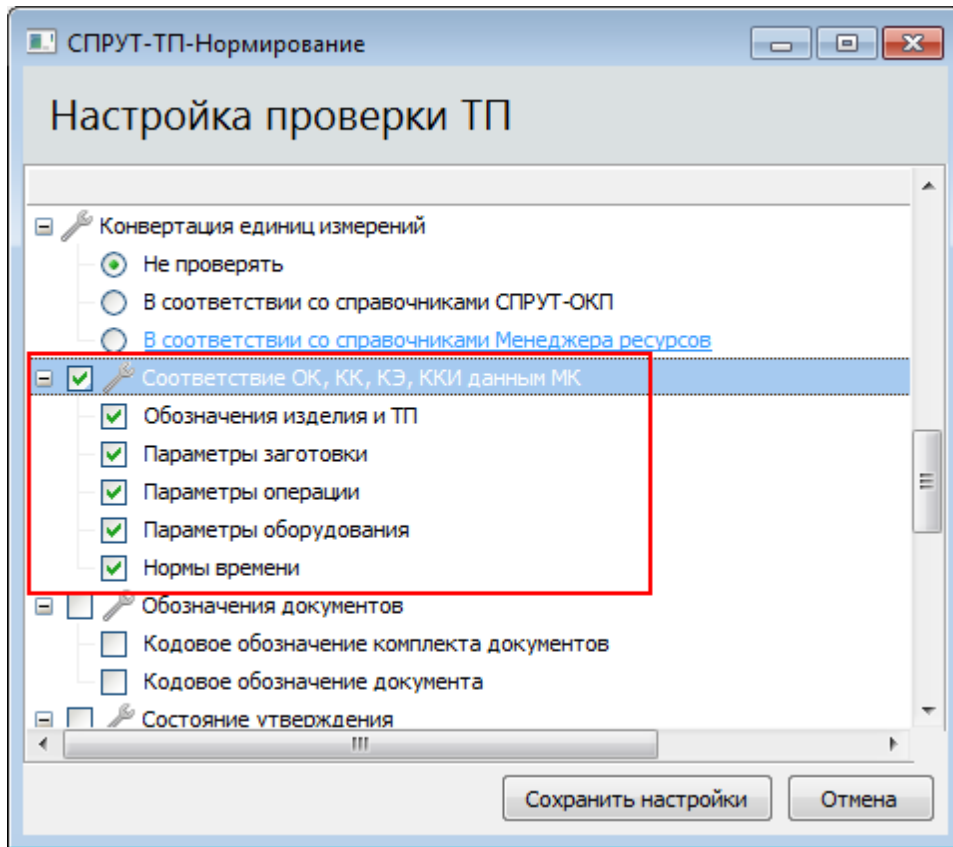 СПРУТ-ТП-Нормирование
Настройка проверки ТП
Конвертация единиц измерений
Не проверять
В соответствии со справочниками СПРУТ-ОКП
В соответствии со справочниками Менеджера ресурсов
Соответствие ОК, КК, КЭ, ККИ данным МК
Обозначения изделия и ТП
Параметры заготовки
Параметры операции
Параметры оборудования
Нормы времени
Обозначения документов
Кодовое обозначение комплекта документов
Кодовое обозначение документа
Состояние утверждения
Сохранить настройки
Отмена